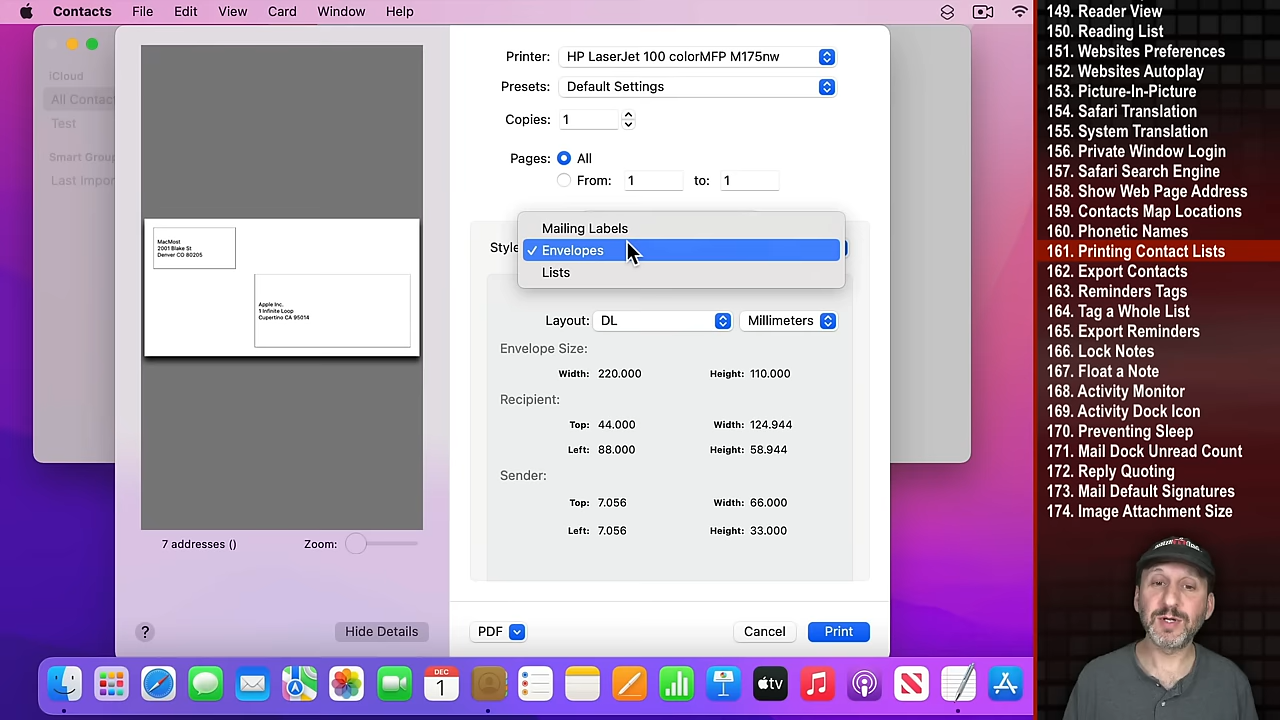 Contacts File Edit View Card Window Help
iCloud
All Contac
Test
Smart Group
Last Impor
MacMost
2001 Blake St
Denver CO 80205
Apple Inc.
1 Infinite Loop
Cupertino CA 95014
7 addresses ()
Zoom:
?
Hide Details
Printer: HP LaserJet 100 colorMFP M175nw
Presets: Default Settings
Copies: 1
Pages: All
From: 1 to: 1
Style
Mailing Labels
✓ Envelopes
Lists
Layout: DL Millimeters
Envelope Size:
Width: 220.000 Height: 110.000
Recipient:
Top: 44.000 Width: 124.944
Left: 88.000 Height: 58.944
Sender:
Top: 7.056 Width: 66.000
Left: 7.056 Height: 33.000
PDF Cancel Print
DEC
1
tv
149. Reader View
150. Reading List
151. Websites Preferences
152. Websites Autoplay
153. Picture-In-Picture
154. Safari Translation
155. System Translation
156. Private Window Login
157. Safari Search Engine
158. Show Web Page Address
159. Contacts Map Locations
160. Phonetic Names
161. Printing Contact Lists
162. Export Contacts
163. Reminders Tags
164. Tag a Whole List
165. Export Reminders
166. Lock Notes
167. Float a Note
168. Activity Monitor
169. Activity Dock Icon
170. Preventing Sleep
171. Mail Dock Unread Count
172. Reply Quoting
173. Mail Default Signatures
174. Image Attachment Size